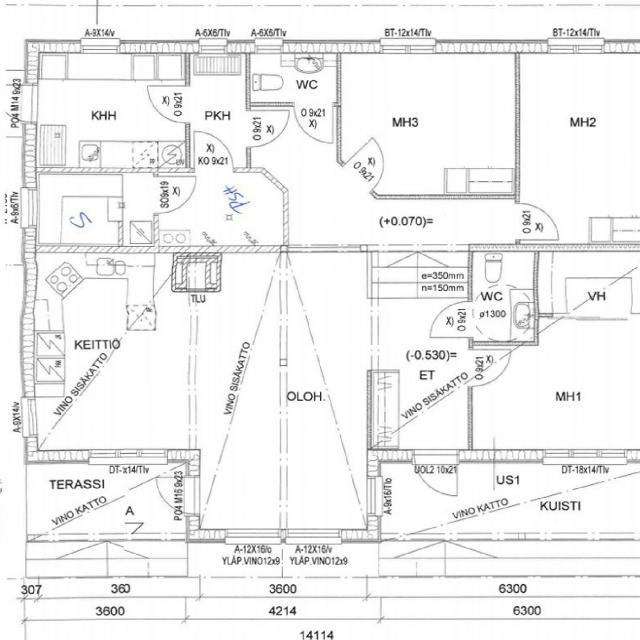 A-9X14/v
A-6X6/Tlv
A-6X6/Tlv
BT-12x14/Tlv
BT-12x14/Tlv
PO4 M14 9x23
KHH
X)
O 9x21
PKH
X)
KO 9x21
O 9x21
X)
WC
O 9x21
X)
MH3
MH2
X)
O 9x21
A-9x6/Tlv
S
SO9x19
X)
PSH
(+0.070)=
O 9x21
X)
TLU
e=350mm
n=150mm
WC
ø1300
VH
KEITTIÖ
VINO SISÄKATTO
VINO SISÄKATTO
OLOH.
X)
O 9x21
(-0.530)=
ET
VINO SISÄKATTO
X)
O 9x21
MH1
A-9X14/v
DT-x14/Tlv
UOL2 10x21
DT-18x14/Tlv
TERASSI
VINO KATTO
A
PO4 M16 9x23
A-9x16/Tlo
US1
KUISTI
VINO KATTO
A-12X16/o
YLÄP.VINO12x9
A-12X16/v
YLÄP.VINO12x9
307
360
3600
6300
3600
4214
6300
14114